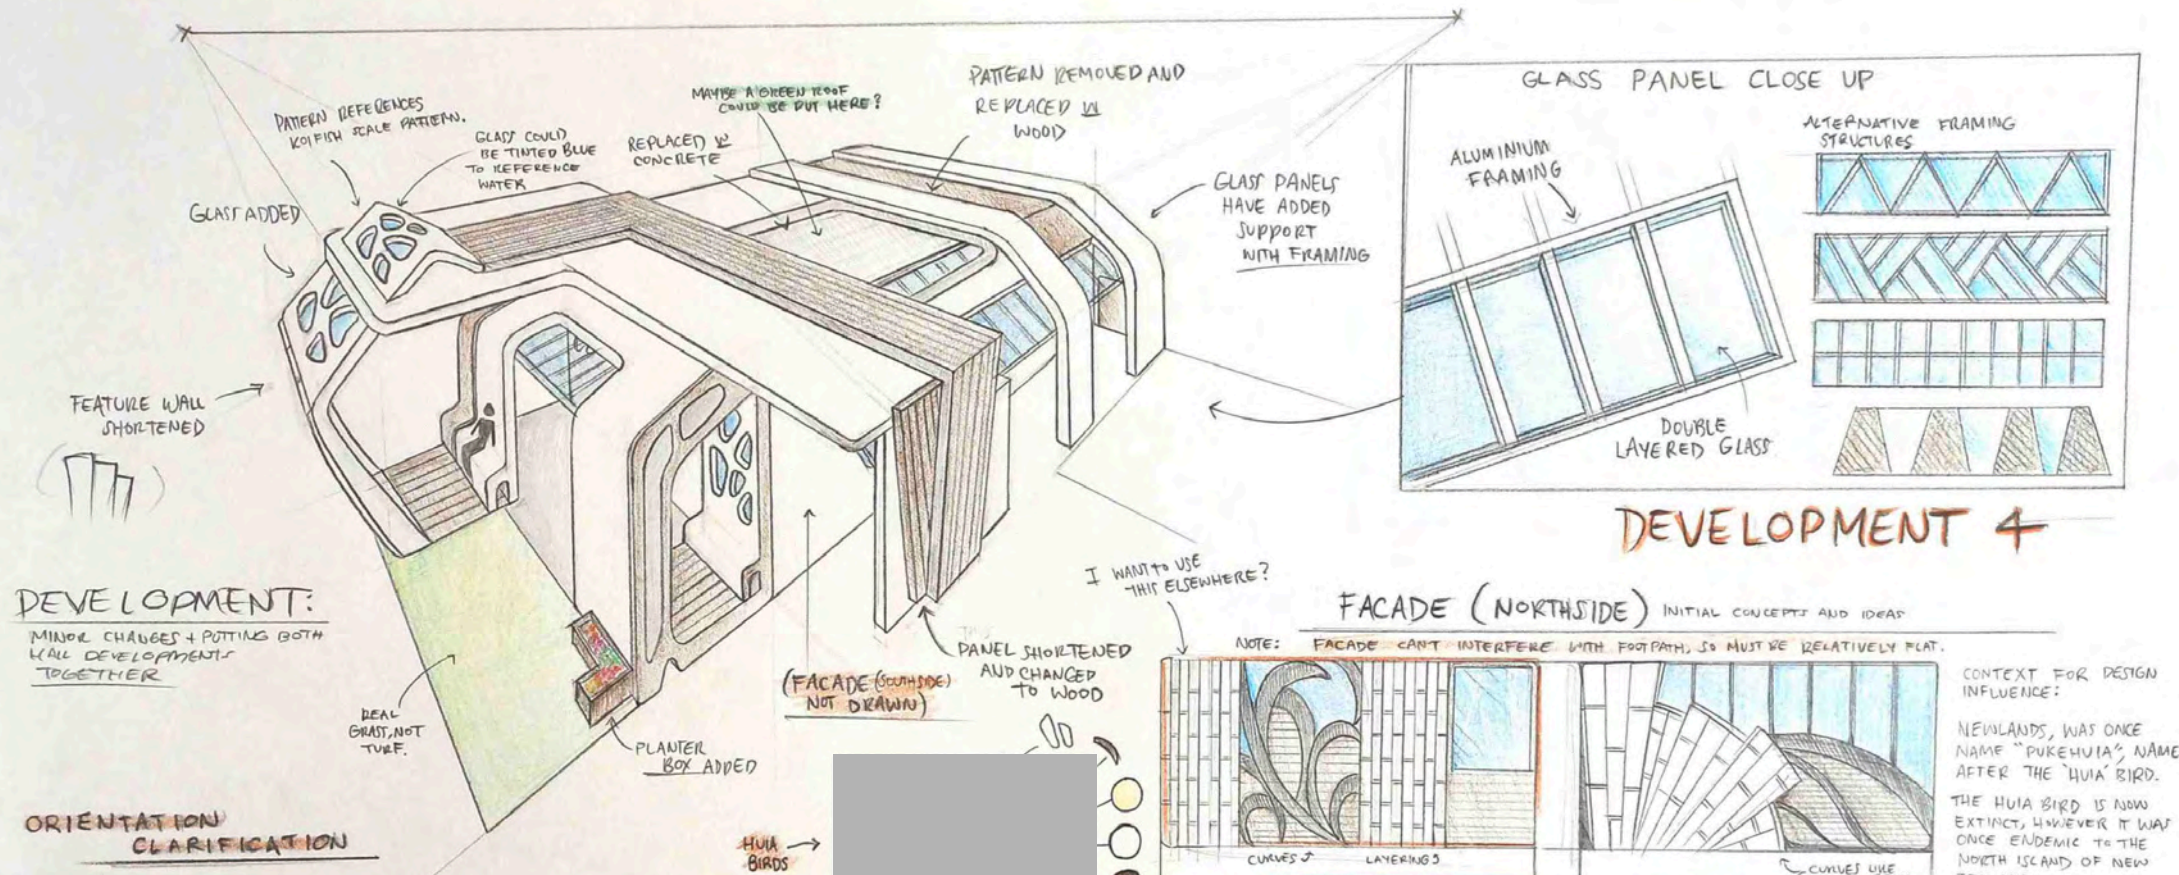 PATTERN REFERENCES
KOI FISH SCALE PATTERN.
GLASS COULD
BE TINTED BLUE
TO REFERENCE
WATER
GLASS ADDED
REPLACED W
CONCRETE
MAYBE A GREEN ROOF
COULD BE PUT HERE?
PATTERN REMOVED AND
REPLACED W
WOOD
GLASS PANELS
HAVE ADDED
SUPPORT
WITH FRAMING
FEATURE WALL
SHORTENED
GLASS PANEL CLOSE UP
ALUMINIUM
FRAMING
ALTERNATIVE FRAMING
STRUCTURES
DOUBLE
LAYERED GLASS
DEVELOPMENT 4
DEVELOPMENT:
MINOR CHANGES + PUTTING BOTH
WALL DEVELOPMENTS
TOGETHER
REAL
GRASS, NOT
TURF.
PLANTER
BOX ADDED
(FACADE (SOUTHSIDE)
NOT DRAWN)
PANEL SHORTENED
AND CHANGED
TO WOOD
I WANT TO USE
THIS ELSEWHERE?
FACADE (NORTHSIDE) INITIAL CONCEPTS AND IDEAS
NOTE: FACADE CAN'T INTERFERE WITH FOOTPATH, SO MUST BE RELATIVELY FLAT.
CURVES
LAYERING
CURVES LIKE
CONTEXT FOR DESIGN
INFLUENCE:
NEWLANDS, WAS ONCE
NAME "PUKEHUIA", NAME
AFTER THE 'HUIA' BIRD.
THE HUIA BIRD IS NOW
EXTINCT, HOWEVER IT WAS
ONCE ENDEMIC TO THE
NORTH ISLAND OF NEW
ORIENTATION
CLARIFICATION
HUIA
BIRDS